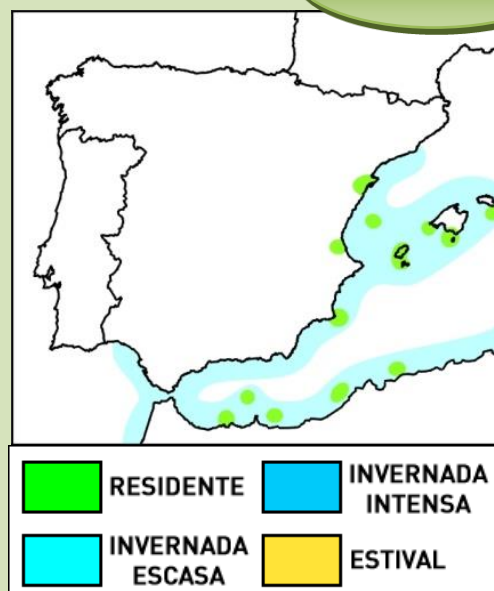 RESIDENTE
INVERNADA
INTENSA
INVERNADA
ESCASA
ESTIVAL